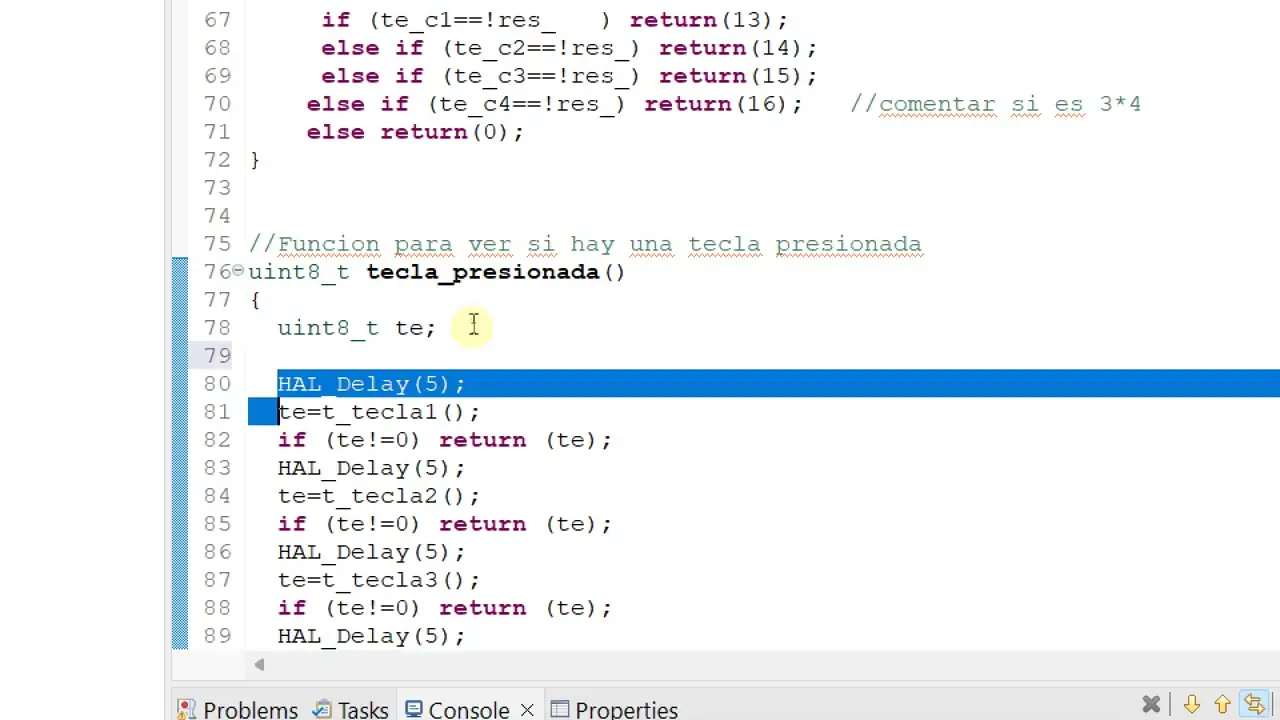 67 if (te_c1==!res_ ) return(13);
68 else if (te_c2==!res_) return(14);
69 else if (te_c3==!res_) return(15);
70 else if (te_c4==!res_) return(16); //comentar si es 3*4
71 else return(0);
72 }
73
74
75 //Funcion para ver si hay una tecla presionada
76 uint8_t tecla_presionada()
77 {
78 uint8_t te;
79
80 HAL_Delay(5);
81 te=t_tecla1();
82 if (te!=0) return (te);
83 HAL_Delay(5);
84 te=t_tecla2();
85 if (te!=0) return (te);
86 HAL_Delay(5);
87 te=t_tecla3();
88 if (te!=0) return (te);
89 HAL_Delay(5);
Problems Tasks Console Properties